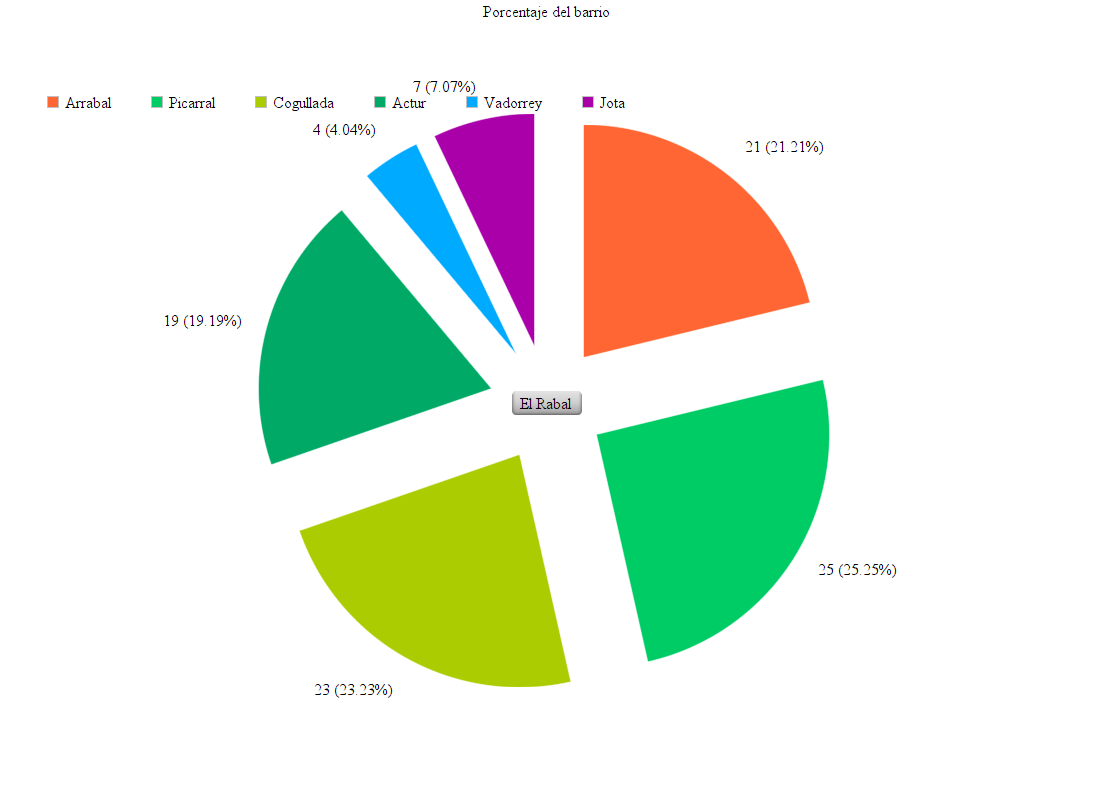 Porcentaje del barrio
7 (7.07%)
Arrabal Picarral Cogullada Actur Vadorrey Jota
4 (4.04%)
21 (21.21%)
19 (19.19%)
El Rabal
25 (25.25%)
23 (23.23%)